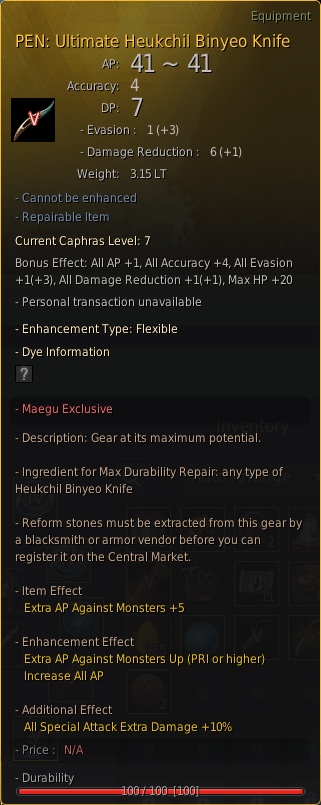 Equipment
PEN: Ultimate Heukchil Binyeo Knife
AP: 41 ~ 41
Accuracy: 4
DP: 7
- Evasion : 1 (+3)
- Damage Reduction : 6 (+1)
Weight: 3.15 LT
V
- Cannot be enhanced
- Repairable Item
Current Caphras Level: 7
Bonus Effect: All AP +1, All Accuracy +4, All Evasion
+1(+3), All Damage Reduction +1(+1), Max HP +20
- Personal transaction unavailable
- Enhancement Type: Flexible
- Dye Information
?
- Maegu Exclusive
Inventory
- Description: Gear at its maximum potential.
- Ingredient for Max Durability Repair: any type of
Heukchil Binyeo Knife
- Reform stones must be extracted from this gear by
a blacksmith or armor vendor before you can
register it on the Central Market.
- Item Effect
Extra AP Against Monsters +5
- Enhancement Effect
Extra AP Against Monsters Up (PRI or higher)
Increase All AP
- Additional Effect
All Special Attack Extra Damage +10%
- Price : N/A
- Durability
100 / 100 [100]